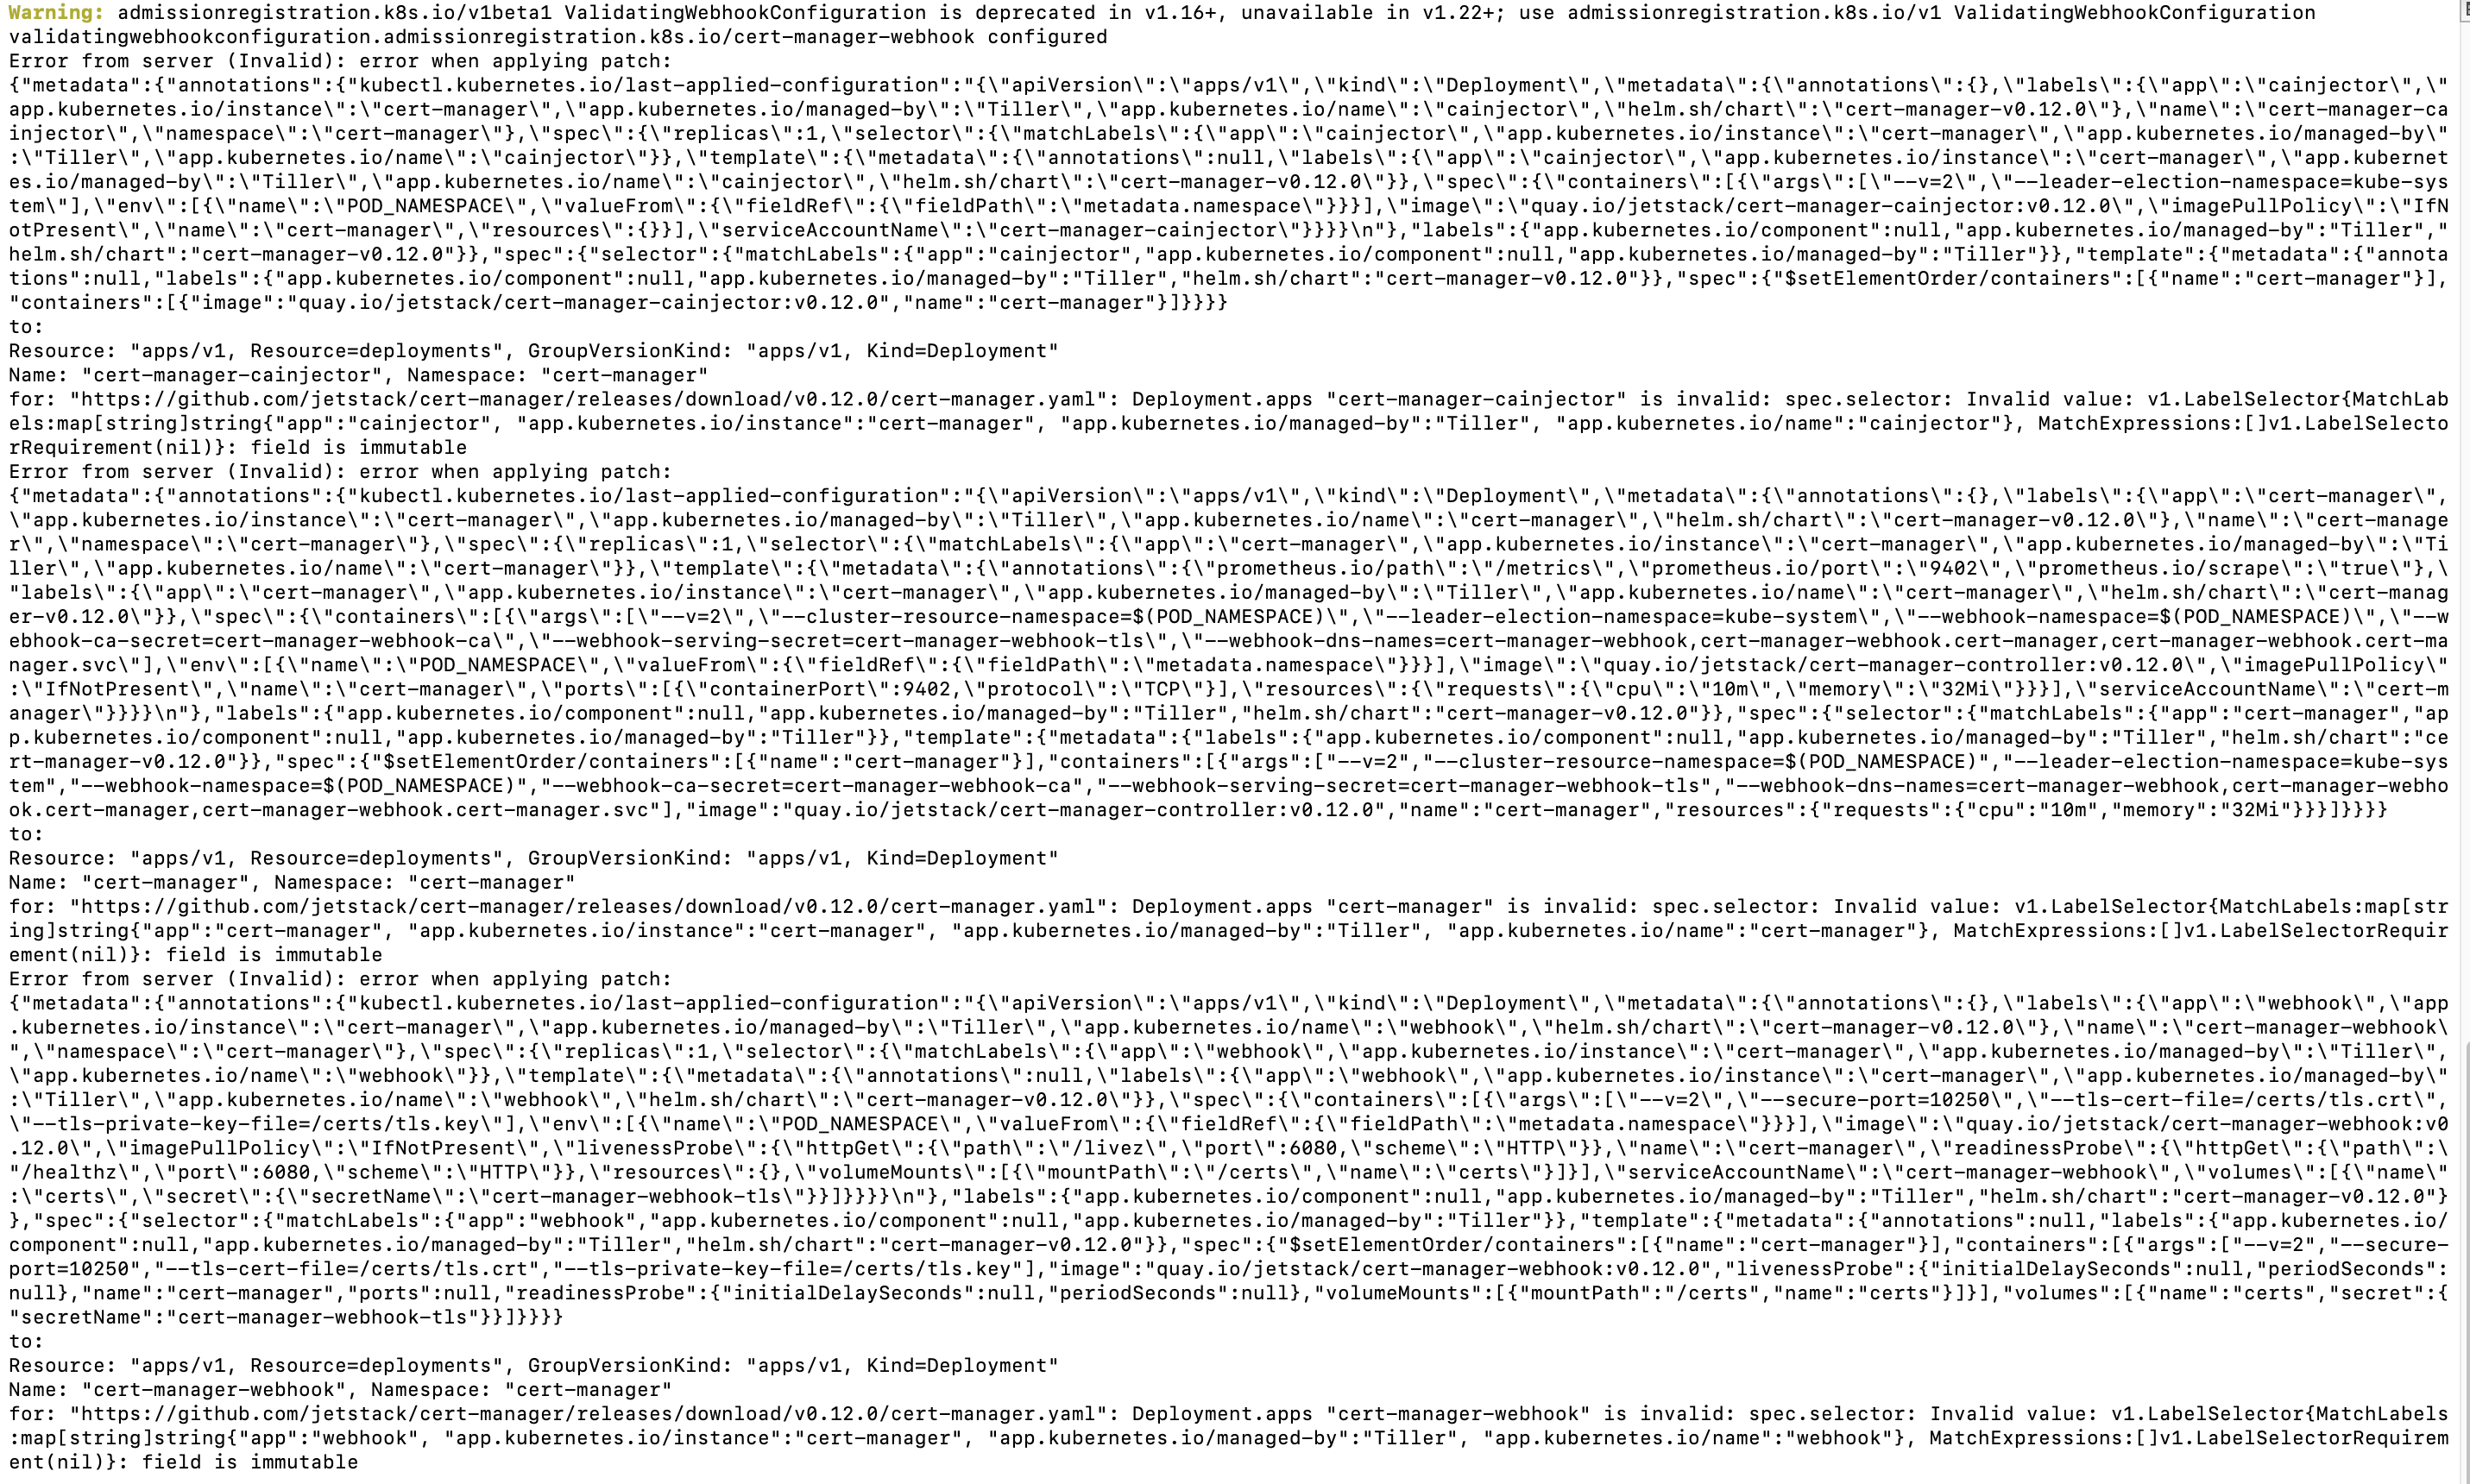 Warning: admissionregistration.k8s.io/v1beta1 ValidatingWebhookConfiguration is deprecated in v1.16+, unavailable in v1.22+; use admissionregistration.k8s.io/v1 ValidatingWebhookConfiguration
validatingwebhookconfiguration.admissionregistration.k8s.io/cert-manager-webhook configured
Error from server (Invalid): error when applying patch:
{"metadata":{"annotations":{"kubectl.kubernetes.io/last-applied-configuration":"{\"apiVersion\":\"apps/v1\",\"kind\":\"Deployment\",\"metadata\":{\"annotations\":{},\"labels\":{\"app\":\"cainjector\",\"
app.kubernetes.io/instance\":\"cert-manager\",\"app.kubernetes.io/managed-by\":\"Tiller\",\"app.kubernetes.io/name\":\"cainjector\",\"helm.sh/chart\":\"cert-manager-v0.12.0\"},\"name\":\"cert-manager-ca
injector\",\"namespace\":\"cert-manager\"},\"spec\":{\"replicas\":1,\"selector\":{\"matchLabels\":{\"app\":\"cainjector\",\"app.kubernetes.io/instance\":\"cert-manager\",\"app.kubernetes.io/managed-by\"
:\"Tiller\",\"app.kubernetes.io/name\":\"cainjector\"}},\"template\":{\"metadata\":{\"annotations\":null,\"labels\":{\"app\":\"cainjector\",\"app.kubernetes.io/instance\":\"cert-manager\",\"app.kubernet
es.io/managed-by\":\"Tiller\",\"app.kubernetes.io/name\":\"cainjector\",\"helm.sh/chart\":\"cert-manager-v0.12.0\"}},\"spec\":{\"containers\":[{\"args\":[\"--v=2\",\"--leader-election-namespace=kube-sys
tem\"],\"env\":[{\"name\":\"POD_NAMESPACE\",\"valueFrom\":{\"fieldRef\":{\"fieldPath\":\"metadata.namespace\"}}}],\"image\":\"quay.io/jetstack/cert-manager-cainjector:v0.12.0\",\"imagePullPolicy\":\"IfN
otPresent\",\"name\":\"cert-manager\",\"resources\":{}}],\"serviceAccountName\":\"cert-manager-cainjector\"}}}}\n"},"labels":{"app.kubernetes.io/component":null,"app.kubernetes.io/managed-by":"Tiller","
helm.sh/chart":"cert-manager-v0.12.0"}},"spec":{"selector":{"matchLabels":{"app":"cainjector","app.kubernetes.io/component":null,"app.kubernetes.io/managed-by":"Tiller"}},"template":{"metadata":{"annota
tions":null,"labels":{"app.kubernetes.io/component":null,"app.kubernetes.io/managed-by":"Tiller","helm.sh/chart":"cert-manager-v0.12.0"}},"spec":{"$setElementOrder/containers":[{"name":"cert-manager"}],
"containers":[{"image":"quay.io/jetstack/cert-manager-cainjector:v0.12.0","name":"cert-manager"}]}}}}
to:
Resource: "apps/v1, Resource=deployments", GroupVersionKind: "apps/v1, Kind=Deployment"
Name: "cert-manager-cainjector", Namespace: "cert-manager"
for: "https://github.com/jetstack/cert-manager/releases/download/v0.12.0/cert-manager.yaml": Deployment.apps "cert-manager-cainjector" is invalid: spec.selector: Invalid value: v1.LabelSelector{MatchLab
els:map[string]string{"app":"cainjector", "app.kubernetes.io/instance":"cert-manager", "app.kubernetes.io/managed-by":"Tiller", "app.kubernetes.io/name":"cainjector"}, MatchExpressions:[]v1.LabelSelecto
rRequirement(nil)}: field is immutable
Error from server (Invalid): error when applying patch:
{"metadata":{"annotations":{"kubectl.kubernetes.io/last-applied-configuration":"{\"apiVersion\":\"apps/v1\",\"kind\":\"Deployment\",\"metadata\":{\"annotations\":{},\"labels\":{\"app\":\"cert-manager\",
\"app.kubernetes.io/instance\":\"cert-manager\",\"app.kubernetes.io/managed-by\":\"Tiller\",\"app.kubernetes.io/name\":\"cert-manager\",\"helm.sh/chart\":\"cert-manager-v0.12.0\"},\"name\":\"cert-manage
r\",\"namespace\":\"cert-manager\"},\"spec\":{\"replicas\":1,\"selector\":{\"matchLabels\":{\"app\":\"cert-manager\",\"app.kubernetes.io/instance\":\"cert-manager\",\"app.kubernetes.io/managed-by\":\"Ti
ller\",\"app.kubernetes.io/name\":\"cert-manager\"}},\"template\":{\"metadata\":{\"annotations\":{\"prometheus.io/path\":\"/metrics\",\"prometheus.io/port\":\"9402\",\"prometheus.io/scrape\":\"true\"},\
"labels\":{\"app\":\"cert-manager\",\"app.kubernetes.io/instance\":\"cert-manager\",\"app.kubernetes.io/managed-by\":\"Tiller\",\"app.kubernetes.io/name\":\"cert-manager\",\"helm.sh/chart\":\"cert-manag
er-v0.12.0\"}},\"spec\":{\"containers\":[{\"args\":[\"--v=2\",\"--cluster-resource-namespace=$(POD_NAMESPACE)\",\"--leader-election-namespace=kube-system\",\"--webhook-namespace=$(POD_NAMESPACE)\",\"--w
ebhook-ca-secret=cert-manager-webhook-ca\",\"--webhook-serving-secret=cert-manager-webhook-tls\",\"--webhook-dns-names=cert-manager-webhook,cert-manager-webhook.cert-manager,cert-manager-webhook.cert-ma
nager.svc\"],\"env\":[{\"name\":\"POD_NAMESPACE\",\"valueFrom\":{\"fieldRef\":{\"fieldPath\":\"metadata.namespace\"}}}],\"image\":\"quay.io/jetstack/cert-manager-controller:v0.12.0\",\"imagePullPolicy\"
:\"IfNotPresent\",\"name\":\"cert-manager\",\"ports\":[{\"containerPort\":9402,\"protocol\":\"TCP\"}],\"resources\":{\"requests\":{\"cpu\":\"10m\",\"memory\":\"32Mi\"}}}],\"serviceAccountName\":\"cert-m
anager\"}}}}\n"},"labels":{"app.kubernetes.io/component":null,"app.kubernetes.io/managed-by":"Tiller","helm.sh/chart":"cert-manager-v0.12.0"}},"spec":{"selector":{"matchLabels":{"app":"cert-manager","ap
p.kubernetes.io/component":null,"app.kubernetes.io/managed-by":"Tiller"}},"template":{"metadata":{"labels":{"app.kubernetes.io/component":null,"app.kubernetes.io/managed-by":"Tiller","helm.sh/chart":"ce
rt-manager-v0.12.0"}},"spec":{"$setElementOrder/containers":[{"name":"cert-manager"}],"containers":[{"args":["--v=2","--cluster-resource-namespace=$(POD_NAMESPACE)","--leader-election-namespace=kube-sys
tem","--webhook-namespace=$(POD_NAMESPACE)","--webhook-ca-secret=cert-manager-webhook-ca","--webhook-serving-secret=cert-manager-webhook-tls","--webhook-dns-names=cert-manager-webhook,cert-manager-webho
ok.cert-manager,cert-manager-webhook.cert-manager.svc"],"image":"quay.io/jetstack/cert-manager-controller:v0.12.0","name":"cert-manager","resources":{"requests":{"cpu":"10m","memory":"32Mi"}}}]}}}}
to:
Resource: "apps/v1, Resource=deployments", GroupVersionKind: "apps/v1, Kind=Deployment"
Name: "cert-manager", Namespace: "cert-manager"
for: "https://github.com/jetstack/cert-manager/releases/download/v0.12.0/cert-manager.yaml": Deployment.apps "cert-manager" is invalid: spec.selector: Invalid value: v1.LabelSelector{MatchLabels:map[str
ing]string{"app":"cert-manager", "app.kubernetes.io/instance":"cert-manager", "app.kubernetes.io/managed-by":"Tiller", "app.kubernetes.io/name":"cert-manager"}, MatchExpressions:[]v1.LabelSelectorRequir
ement(nil)}: field is immutable
Error from server (Invalid): error when applying patch:
{"metadata":{"annotations":{"kubectl.kubernetes.io/last-applied-configuration":"{\"apiVersion\":\"apps/v1\",\"kind\":\"Deployment\",\"metadata\":{\"annotations\":{},\"labels\":{\"app\":\"webhook\",\"app
.kubernetes.io/instance\":\"cert-manager\",\"app.kubernetes.io/managed-by\":\"Tiller\",\"app.kubernetes.io/name\":\"webhook\",\"helm.sh/chart\":\"cert-manager-v0.12.0\"},\"name\":\"cert-manager-webhook\
",\"namespace\":\"cert-manager\"},\"spec\":{\"replicas\":1,\"selector\":{\"matchLabels\":{\"app\":\"webhook\",\"app.kubernetes.io/instance\":\"cert-manager\",\"app.kubernetes.io/managed-by\":\"Tiller\",
\"app.kubernetes.io/name\":\"webhook\"}},\"template\":{\"metadata\":{\"annotations\":null,\"labels\":{\"app\":\"webhook\",\"app.kubernetes.io/instance\":\"cert-manager\",\"app.kubernetes.io/managed-by\"
:\"Tiller\",\"app.kubernetes.io/name\":\"webhook\",\"helm.sh/chart\":\"cert-manager-v0.12.0\"}},\"spec\":{\"containers\":[{\"args\":[\"--v=2\",\"--secure-port=10250\",\"--tls-cert-file=/certs/tls.crt\",
\"--tls-private-key-file=/certs/tls.key\"],\"env\":[{\"name\":\"POD_NAMESPACE\",\"valueFrom\":{\"fieldRef\":{\"fieldPath\":\"metadata.namespace\"}}}],\"image\":\"quay.io/jetstack/cert-manager-webhook:v0
.12.0\",\"imagePullPolicy\":\"IfNotPresent\",\"livenessProbe\":{\"httpGet\":{\"path\":\"/livez\",\"port\":6080,\"scheme\":\"HTTP\"}},\"name\":\"cert-manager\",\"readinessProbe\":{\"httpGet\":{\"path\":\
"/healthz\",\"port\":6080,\"scheme\":\"HTTP\"}},\"resources\":{},\"volumeMounts\":[{\"mountPath\":\"/certs\",\"name\":\"certs\"}]}],\"serviceAccountName\":\"cert-manager-webhook\",\"volumes\":[{\"name\"
:\"certs\",\"secret\":{\"secretName\":\"cert-manager-webhook-tls\"}}]}}}}\n"},"labels":{"app.kubernetes.io/component":null,"app.kubernetes.io/managed-by":"Tiller","helm.sh/chart":"cert-manager-v0.12.0"}
},"spec":{"selector":{"matchLabels":{"app":"webhook","app.kubernetes.io/component":null,"app.kubernetes.io/managed-by":"Tiller"}},"template":{"metadata":{"annotations":null,"labels":{"app.kubernetes.io/
component":null,"app.kubernetes.io/managed-by":"Tiller","helm.sh/chart":"cert-manager-v0.12.0"}},"spec":{"$setElementOrder/containers":[{"name":"cert-manager"}],"containers":[{"args":["--v=2","--secure-
port=10250","--tls-cert-file=/certs/tls.crt","--tls-private-key-file=/certs/tls.key"],"image":"quay.io/jetstack/cert-manager-webhook:v0.12.0","livenessProbe":{"initialDelaySeconds":null,"periodSeconds":
null},"name":"cert-manager","ports":null,"readinessProbe":{"initialDelaySeconds":null,"periodSeconds":null},"volumeMounts":[{"mountPath":"/certs","name":"certs"}]}],"volumes":[{"name":"certs","secret":{
"secretName":"cert-manager-webhook-tls"}}]}}}}
to:
Resource: "apps/v1, Resource=deployments", GroupVersionKind: "apps/v1, Kind=Deployment"
Name: "cert-manager-webhook", Namespace: "cert-manager"
for: "https://github.com/jetstack/cert-manager/releases/download/v0.12.0/cert-manager.yaml": Deployment.apps "cert-manager-webhook" is invalid: spec.selector: Invalid value: v1.LabelSelector{MatchLabels
:map[string]string{"app":"webhook", "app.kubernetes.io/instance":"cert-manager", "app.kubernetes.io/managed-by":"Tiller", "app.kubernetes.io/name":"webhook"}, MatchExpressions:[]v1.LabelSelectorRequirem
ent(nil)}: field is immutable